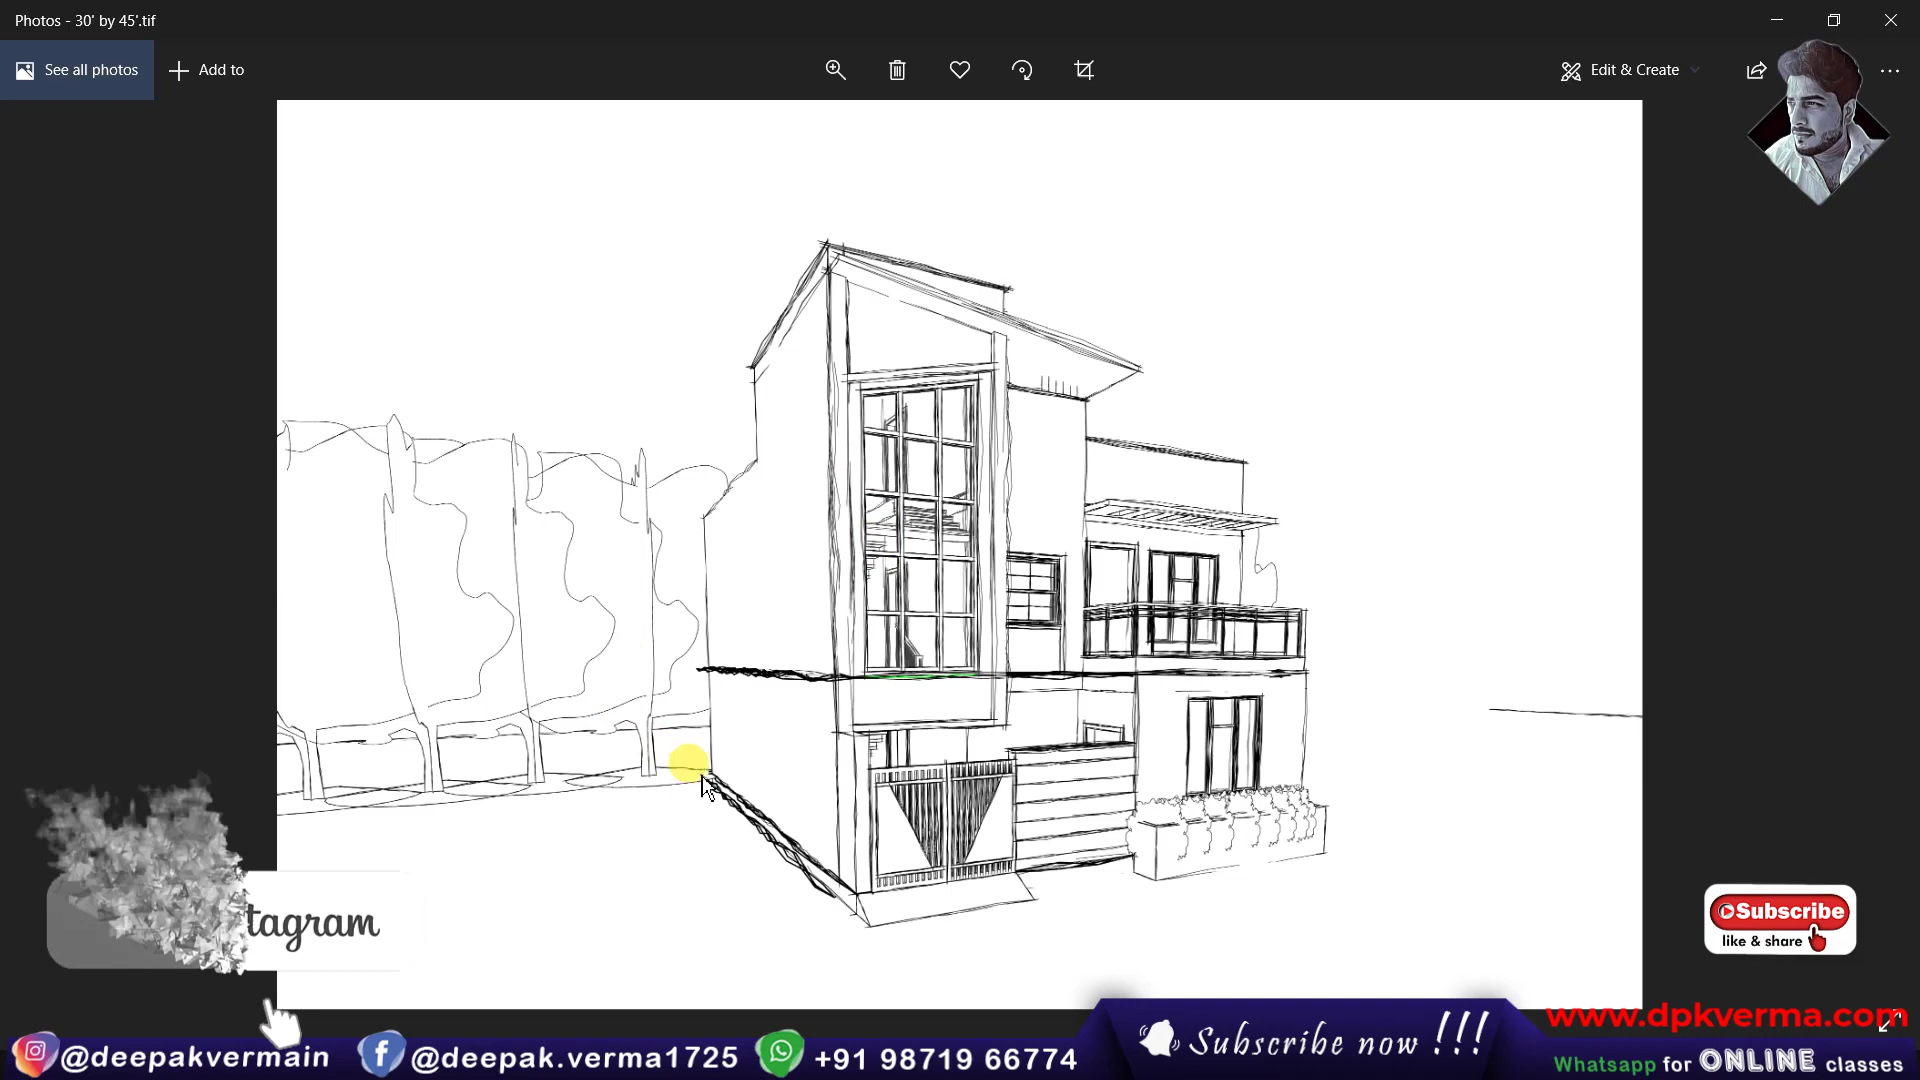 Photos - 30' by 45'.tif
See all photos
Add to
Edit & Create
tagram
Subscribe
like & share
@deepakvermain
@deepak.verma1725
+91 98719 66774
Subscribe now !!!
www.dpkverma.com
Whatsapp for ONLINE classes